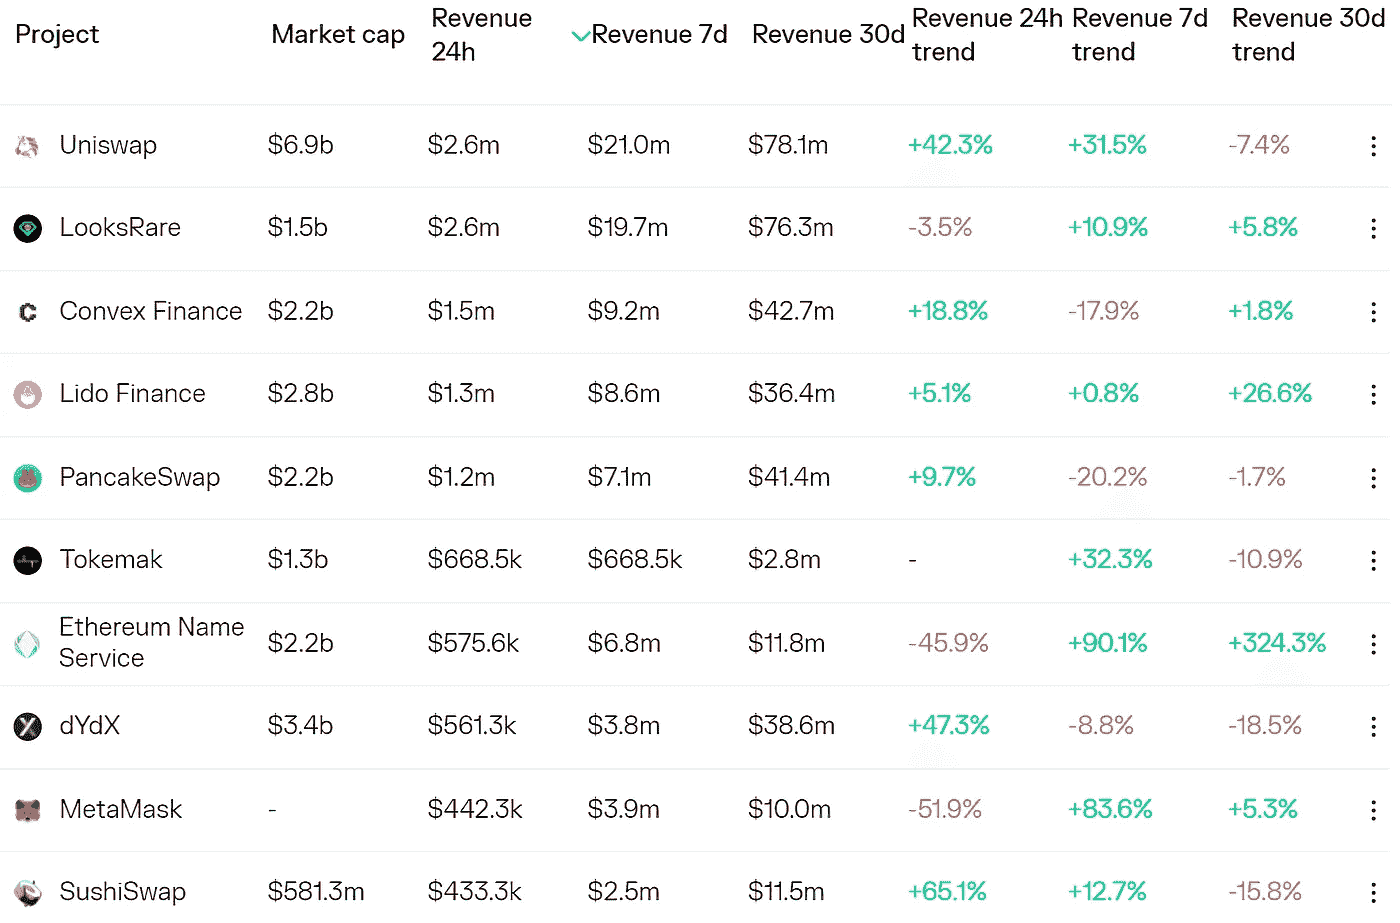 Project Market cap Revenue 24h Revenue 7d Revenue 30d Revenue 24h trend Revenue 7d trend Revenue 30d trend
Uniswap $6.9b $2.6m $21.0m $78.1m +42.3% +31.5% -7.4%
LooksRare $1.5b $2.6m $19.7m $76.3m -3.5% +10.9% +5.8%
Convex Finance $2.2b $1.5m $9.2m $42.7m +18.8% -17.9% +1.8%
Lido Finance $2.8b $1.3m $8.6m $36.4m +5.1% +0.8% +26.6%
PancakeSwap $2.2b $1.2m $7.1m $41.4m +9.7% -20.2% -1.7%
Tokemak $1.3b $668.5k $668.5k $2.8m - +32.3% -10.9%
Ethereum Name Service $2.2b $575.6k $6.8m $11.8m -45.9% +90.1% +324.3%
dYdX $3.4b $561.3k $3.8m $38.6m +47.3% -8.8% -18.5%
MetaMask - $442.3k $3.9m $10.0m -51.9% +83.6% +5.3%
SushiSwap $581.3m $433.3k $2.5m $11.5m +65.1% +12.7% -15.8%